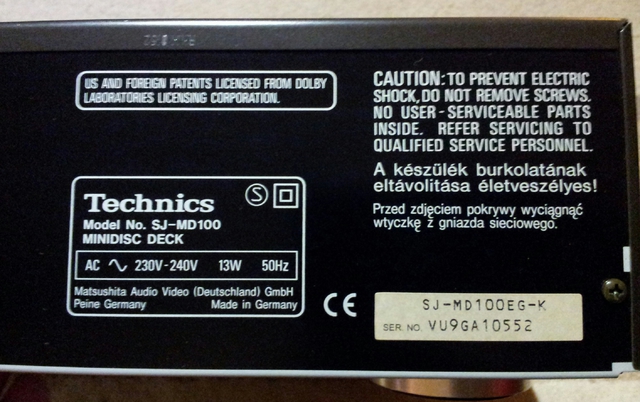 US AND FOREIGN PATENTS LICENSED FROM DOLBY
LABORATORIES LICENSING CORPORATION.
CAUTION: TO PREVENT ELECTRIC
SHOCK, DO NOT REMOVE SCREWS.
NO USER-SERVICEABLE PARTS
INSIDE. REFER SERVICING TO
QUALIFIED SERVICE PERSONNEL.
A készülék burkolatának
eltávolitása életveszélyes!
Przed zdjęciem pokrywy wyciągnąć
wtyczkę ż gniazda sieciowego.
Technics S
Model No. SJ-MD100
MINIDISC DECK
AC 230V-240V 13W 50Hz
Matsushita Audio Video (Deutschland) GmbH
Peine Germany Made in Germany
CE
SJ-MD100EG-K
SER. NO. VU9GA10552